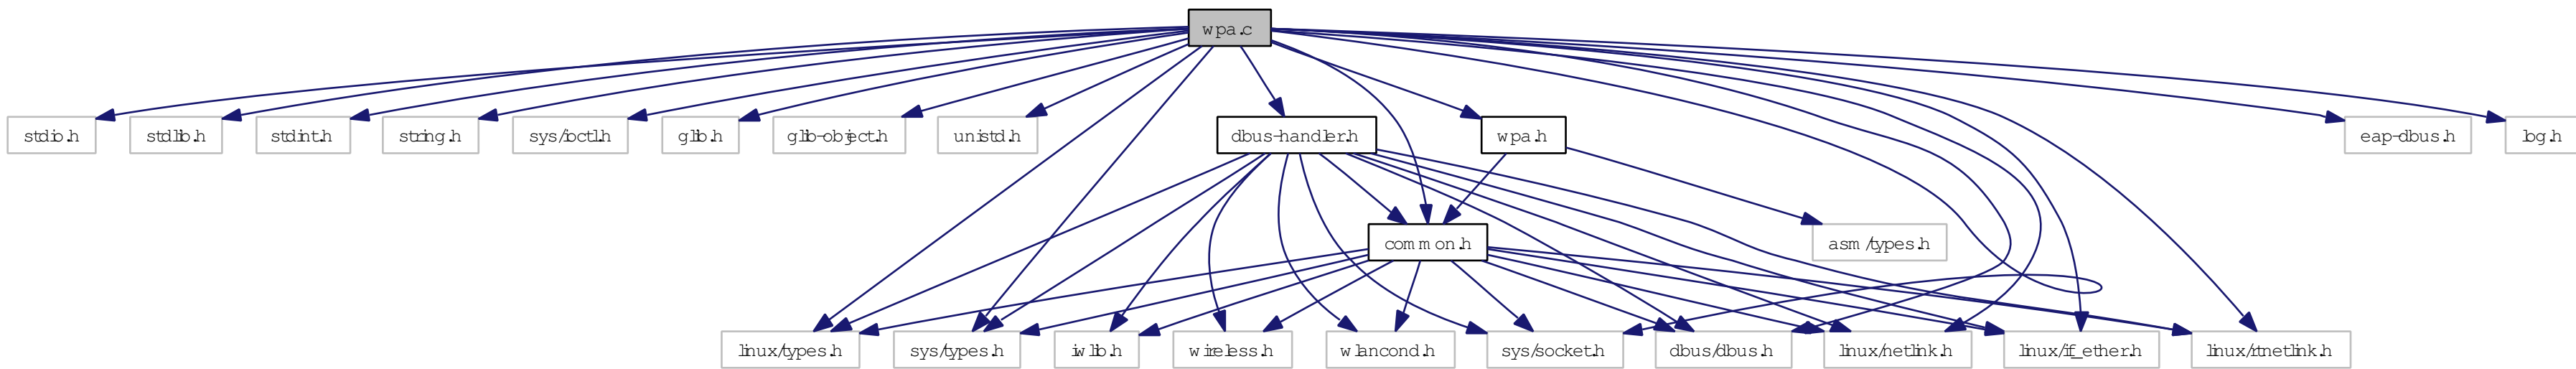 wpa.c
stdio.h
stdlib.h
stdint.h
string.h
sys/ioctl.h
glib.h
glib-object.h
unistd.h
dbus-handler.h
wpa.h
eap-dbus.h
log.h
common.h
asm/types.h
linux/types.h
sys/types.h
iwlib.h
wireless.h
wlancond.h
sys/socket.h
dbus/dbus.h
linux/netlink.h
linux/if_ether.h
linux/rtnetlink.h